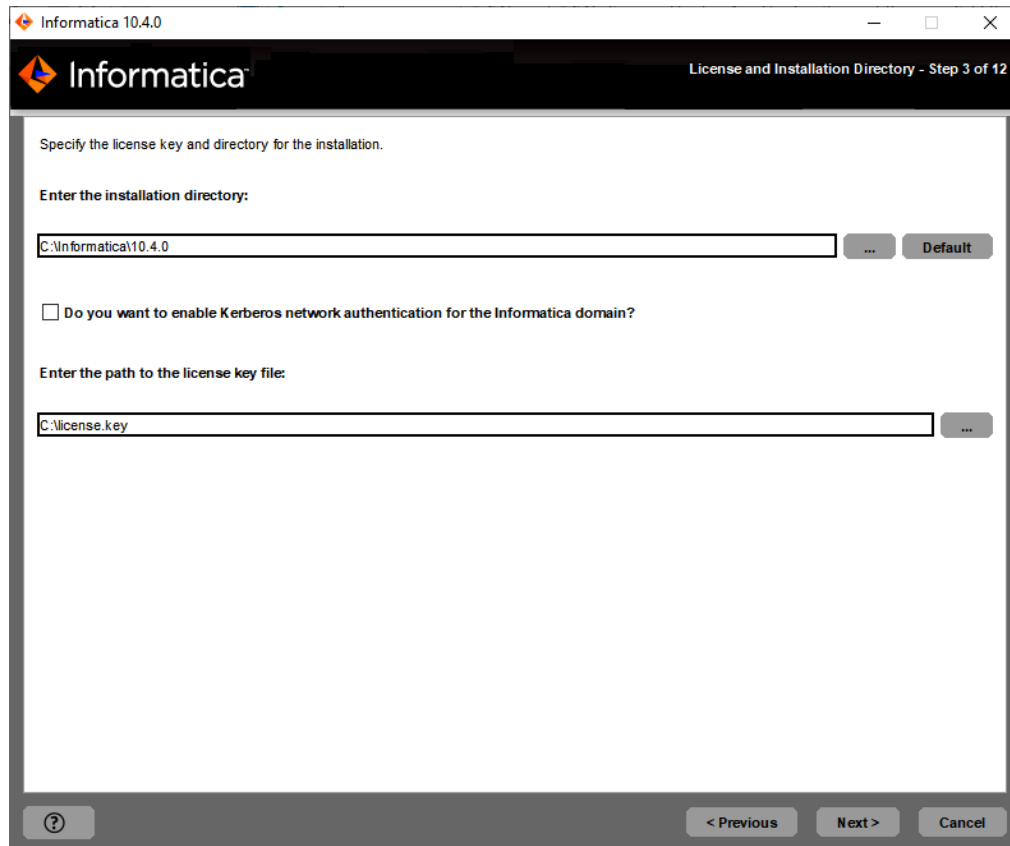 Informatica 10.4.0
Informatica
License and Installation Directory - Step 3 of 12
Specify the license key and directory for the installation.
Enter the installation directory:
C:\Informatica\10.4.0
...
Default
Do you want to enable Kerberos network authentication for the Informatica domain?
Enter the path to the license key file:
C:\license.key
...
?
< Previous
Next >
Cancel